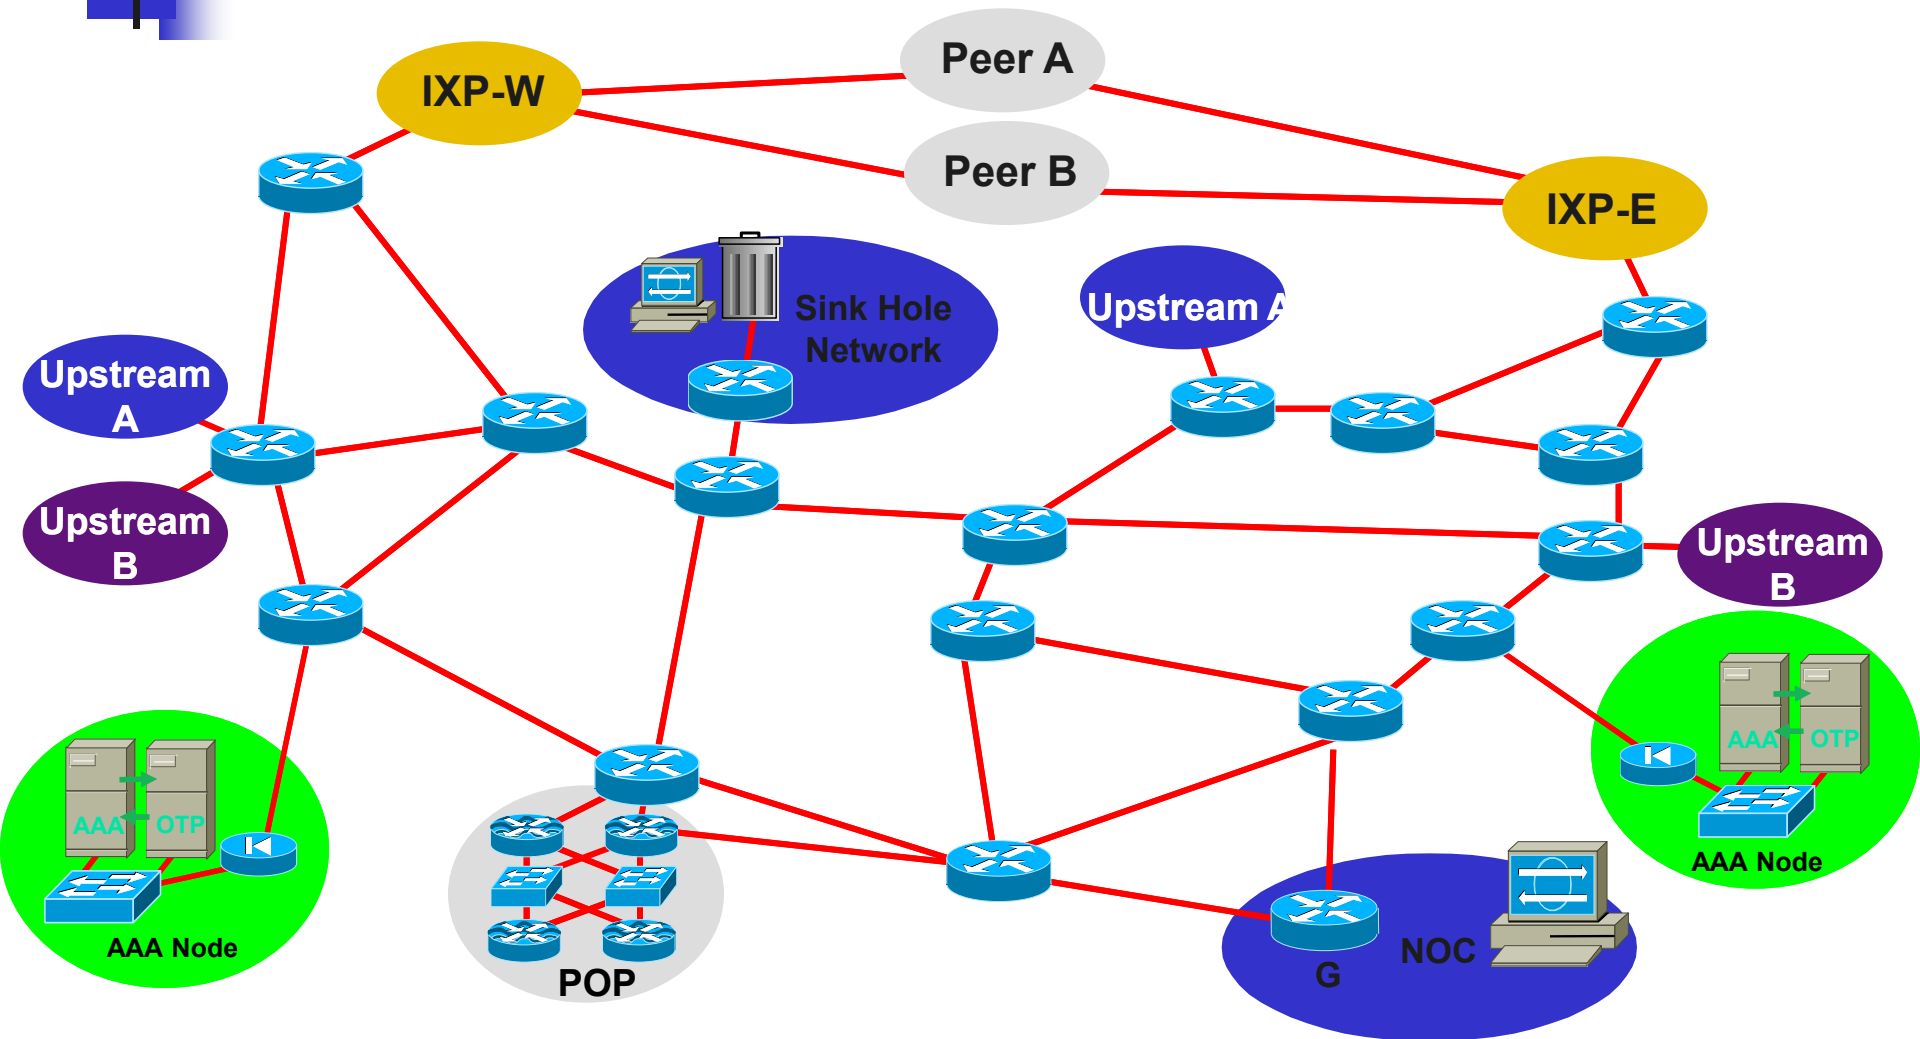 Peer A
IXP-W
Peer B
IXP-E
Sink Hole
Network
Upstream A
Upstream
A
Upstream
B
Upstream
B
AAA
OTP
AAA Node
AAA
OTP
AAA Node
POP
NOC
G